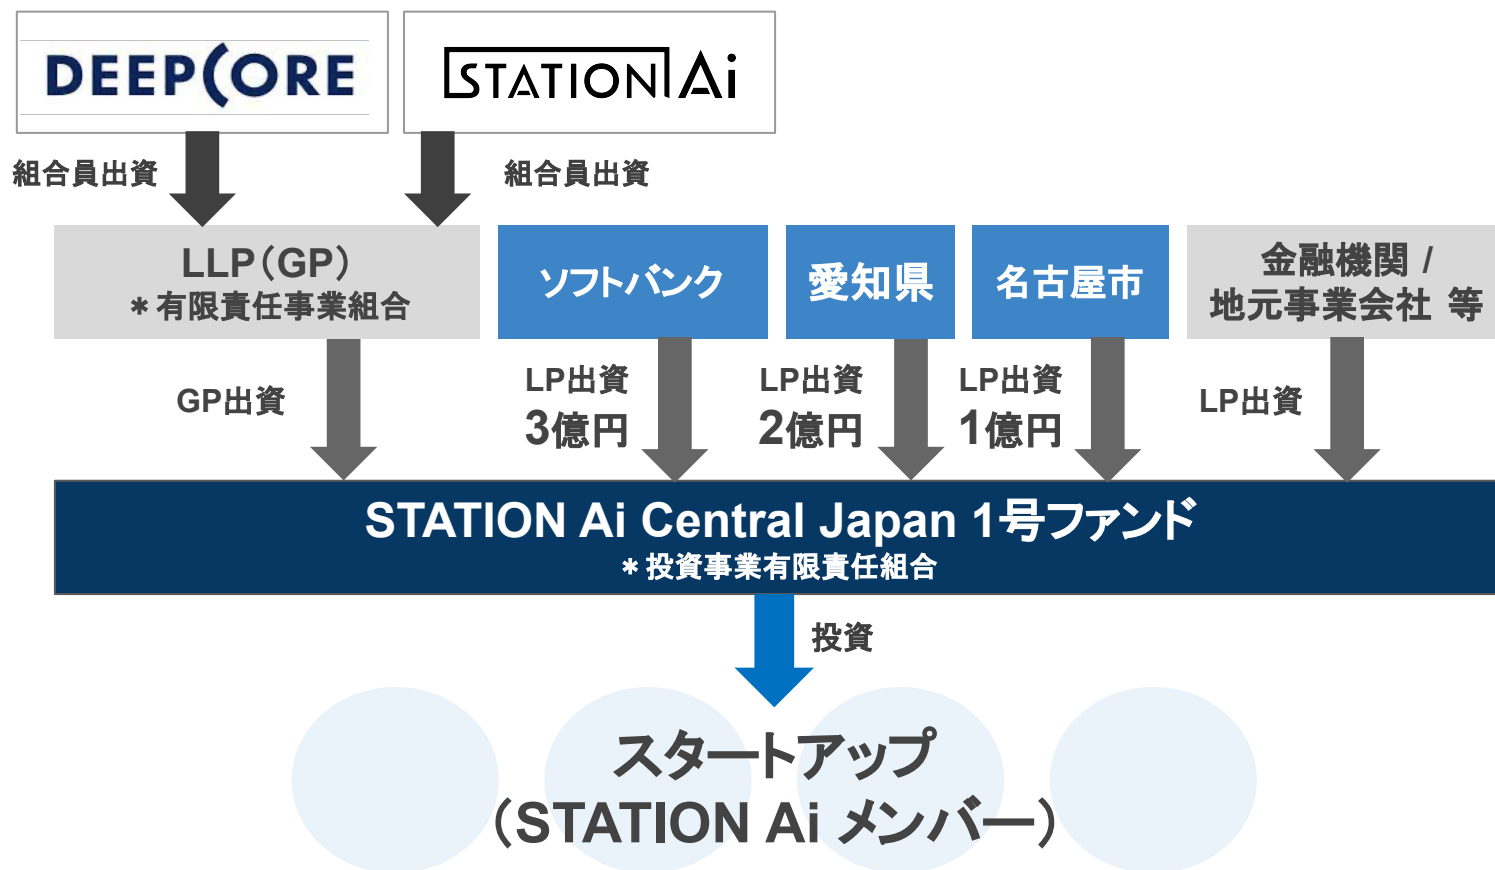 DEEPCORE
STATION Ai
組合員出資
組合員出資
LLP（GP）
＊有限責任事業組合
ソフトバンク
愛知県
名古屋市
金融機関 /
地元事業会社 等
GP出資
LP出資
3億円
LP出資
2億円
LP出資
1億円
LP出資
STATION Ai Central Japan 1号ファンド
＊投資事業有限責任組合
投資
スタートアップ
（STATION Ai メンバー）